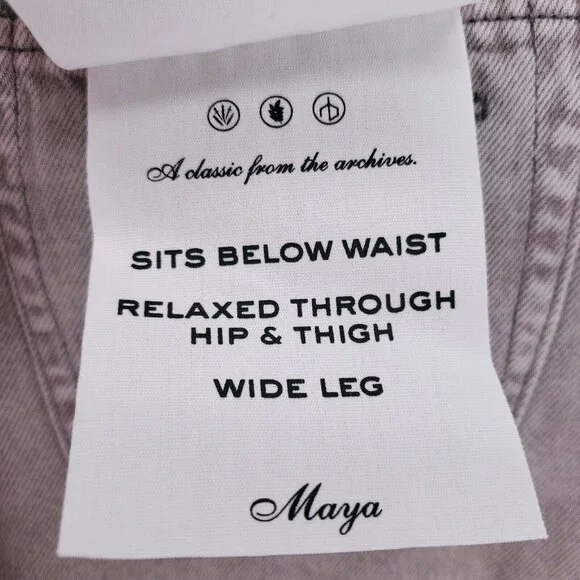 A classic from the archives.
SITS BELOW WAIST
RELAXED THROUGH
HIP & THIGH
WIDE LEG
Maya